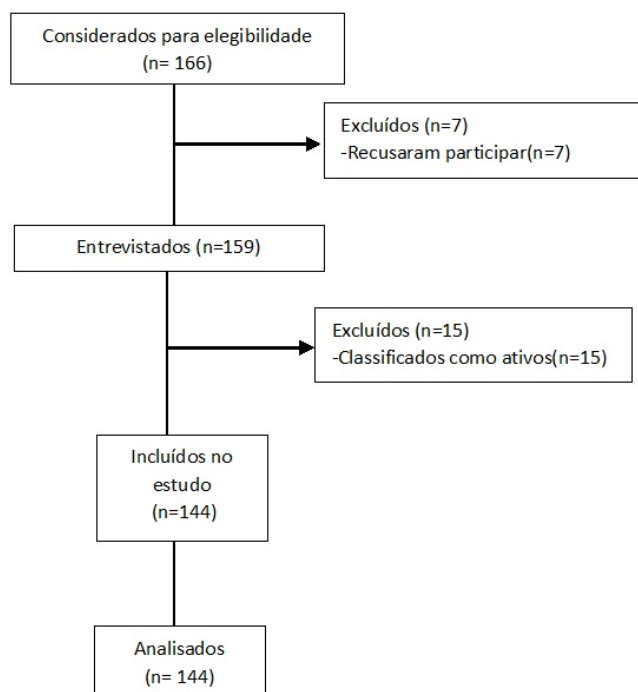 Considerados para elegibilidade
(n= 166)
Excluídos (n=7)
-Recusaram participar(n=7)
Entrevistados (n=159)
Excluídos (n=15)
-Classificados como ativos(n=15)
Incluídos no
estudo
(n=144)
Analisados
(n= 144)